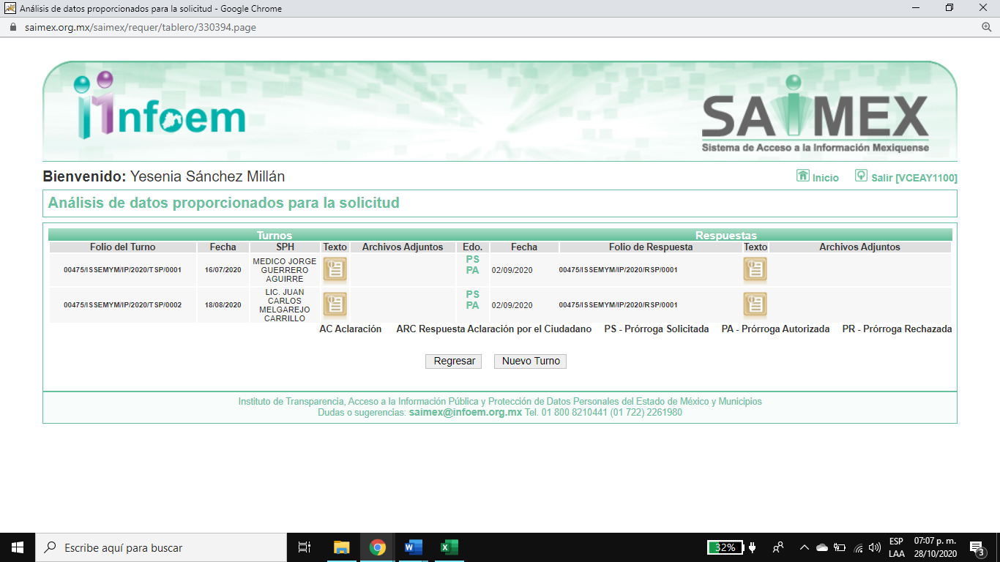 Análisis de datos proporcionados para la solicitud - Google Chrome
saimex.org.mx/saimex/requer/tablero/330394.page
infoem
SAIMEX
Sistema de Acceso a la Información Mexiquense
Bienvenido: Yesenia Sánchez Millán
Inicio Salir [VCEAY1100]
Análisis de datos proporcionados para la solicitud
Turnos Respuestas
Folio del Turno Fecha SPH Texto Archivos Adjuntos Edo. Fecha Folio de Respuesta Texto Archivos Adjuntos
00475/ISSEMYM/IP/2020/TSP/0001 16/07/2020 MEDICO JORGE GUERRERO AGUIRRE PS PA 02/09/2020 00475/ISSEMYM/IP/2020/RSP/0001
00475/ISSEMYM/IP/2020/TSP/0002 18/08/2020 LIC. JUAN CARLOS MELGAREJO CARRILLO PS PA 02/09/2020 00475/ISSEMYM/IP/2020/RSP/0001
AC Aclaración ARC Respuesta Aclaración por el Ciudadano PS - Prórroga Solicitada PA - Prórroga Autorizada PR - Prórroga Rechazada
Regresar Nuevo Turno
Instituto de Transparencia, Acceso a la Información Pública y Protección de Datos Personales del Estado de México y Municipios
Dudas o sugerencias: saimex@infoem.org.mx Tel. 01 800 8210441 (01 722) 2261980
Escribe aquí para buscar
32%
ESP 07:07 p. m.
LAA 28/10/2020
3